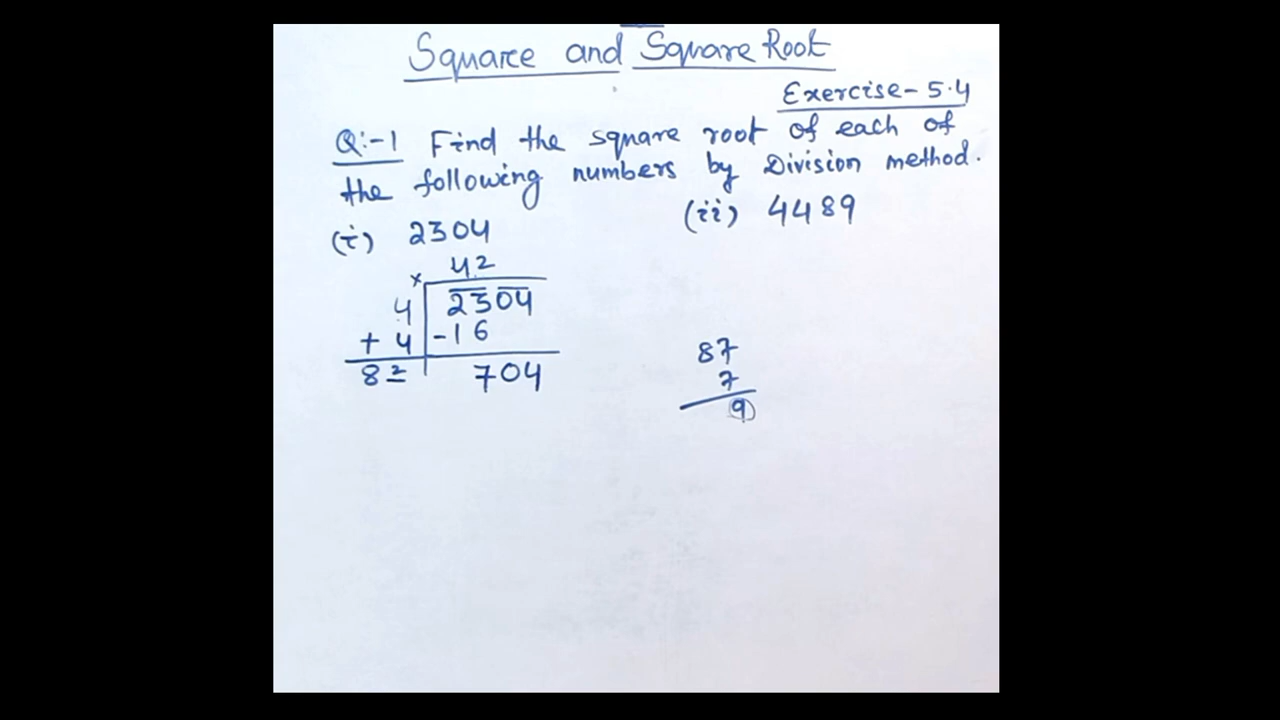 Square and Square Root
Exercise - 5.4
Q:-1 Find the square root of each of
the following numbers by Division method.
(i) 2304
(ii) 4489
42
×
4 2304
+ 4 -16
82 704
87
7
9